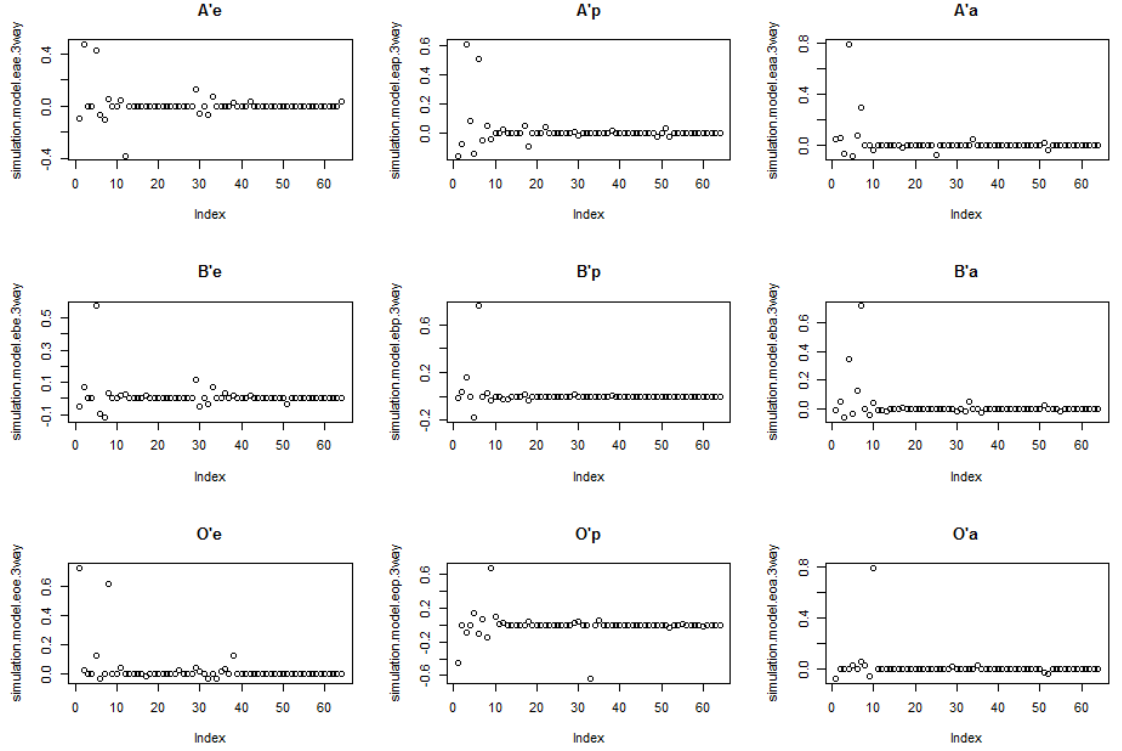 A'e
simulation.model.eae.3way
0.4
0.0
-0.4
0 10 20 30 40 50 60
Index
A'p
simulation.model.eap.3way
0.6
0.4
0.2
0.0
0 10 20 30 40 50 60
Index
A'a
simulation.model.eaa.3way
0.8
0.4
0.0
0 10 20 30 40 50 60
Index
B'e
simulation.model.ebe.3way
0.5
0.3
0.1
-0.1
0 10 20 30 40 50 60
Index
B'p
simulation.model.ebp.3way
0.6
0.2
-0.2
0 10 20 30 40 50 60
Index
B'a
simulation.model.eba.3way
0.6
0.4
0.2
0.0
0 10 20 30 40 50 60
Index
O'e
simulation.model.eoe.3way
0.6
0.4
0.2
0.0
0 10 20 30 40 50 60
Index
O'p
simulation.model.eop.3way
0.6
0.2
-0.2
-0.6
0 10 20 30 40 50 60
Index
O'a
simulation.model.eoa.3way
0.8
0.4
0.0
0 10 20 30 40 50 60
Index